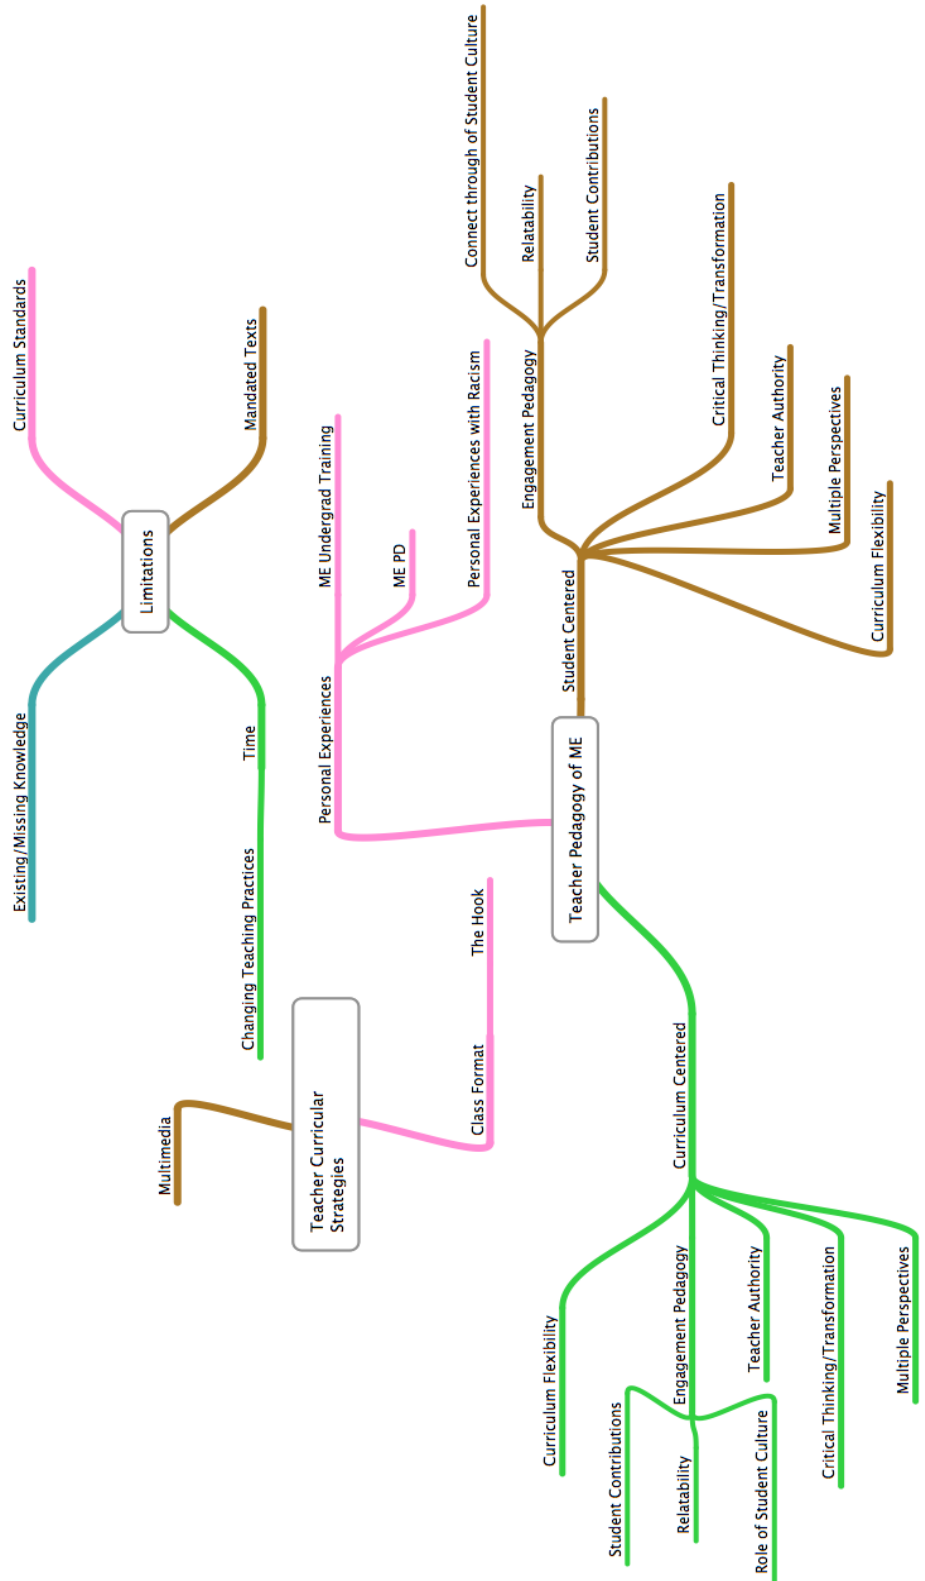 Existing/Missing Knowledge
Curriculum Standards
Limitations
Changing Teaching Practices
Time
Mandated Texts
Multimedia
Teacher Curricular
Strategies
Class Format
The Hook
Personal Experiences
ME Undergrad Training
ME PD
Personal Experiences with Racism
Teacher Pedagogy of ME
Student Centered
Engagement Pedagogy
Connect through of Student Culture
Relatability
Student Contributions
Critical Thinking/Transformation
Teacher Authority
Multiple Perspectives
Curriculum Flexibility
Curriculum Centered
Curriculum Flexibility
Engagement Pedagogy
Student Contributions
Relatability
Role of Student Culture
Teacher Authority
Critical Thinking/Transformation
Multiple Perspectives